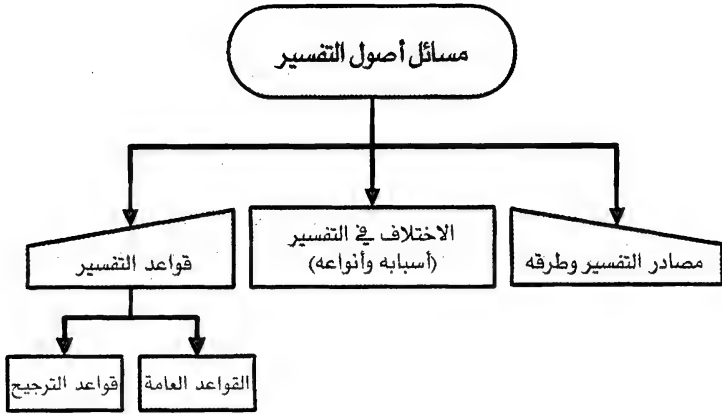 مسائل أصول التفسير
مصادر التفسير وطرقه
الاختلاف في التفسير
(أسبابه وأنواعه)
قواعد التفسير
القواعد العامة
قواعد الترجيح